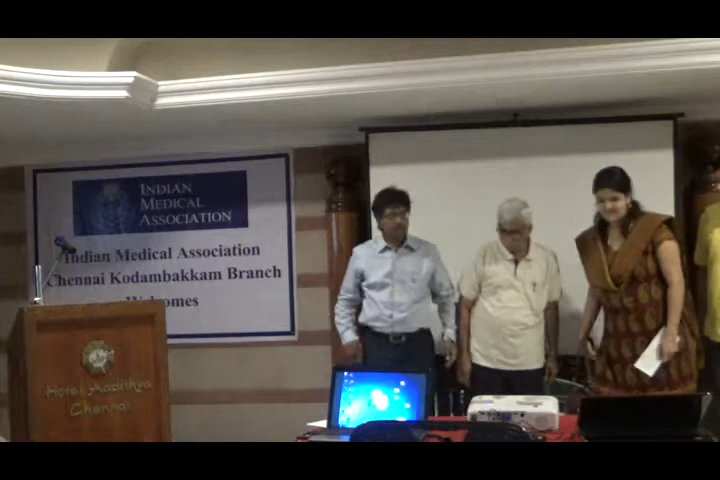 INDIAN
MEDICAL
ASSOCIATION
Indian Medical Association
Chennai Kodambakkam Branch
Welcomes
Hotel Aadithya
Chennai